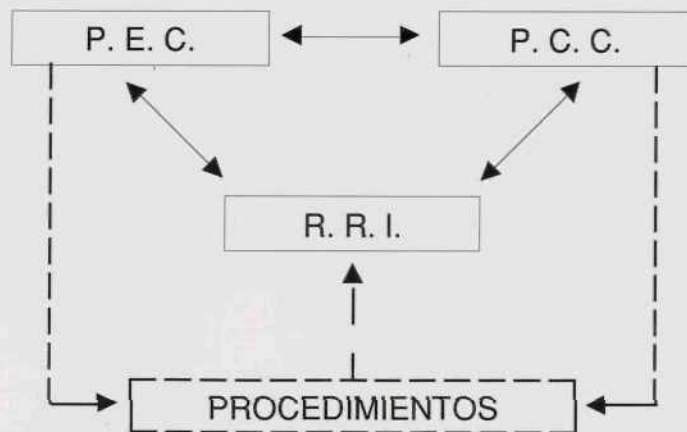 P. E. C.
P. C. C.
R. R. I.
PROCEDIMIENTOS